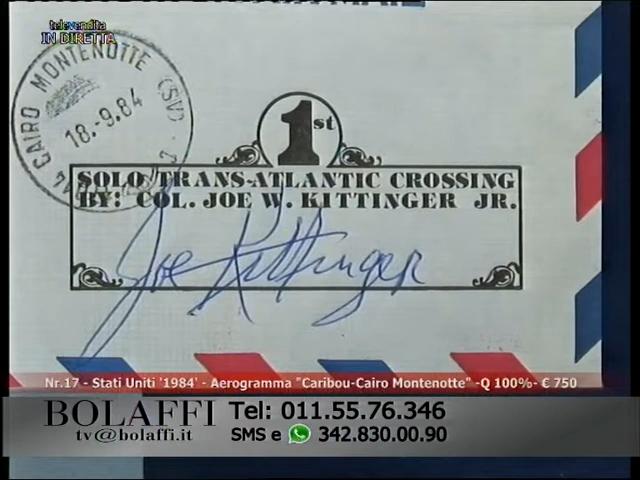 televendita
IN DIRETTA
CAIRO MONTENOTTE (SV)
18.-9.84
1st
SOLO TRANS-ATLANTIC CROSSING
BY: COL. JOE W. KITTINGER JR.
Joe Kittinger
Nr.17 - Stati Uniti '1984' - Aerogramma "Caribou-Cairo Montenotte" -Q 100%- € 750
BOLAFFI
tv@bolaffi.it
Tel: 011.55.76.346
SMS e 342.830.00.90